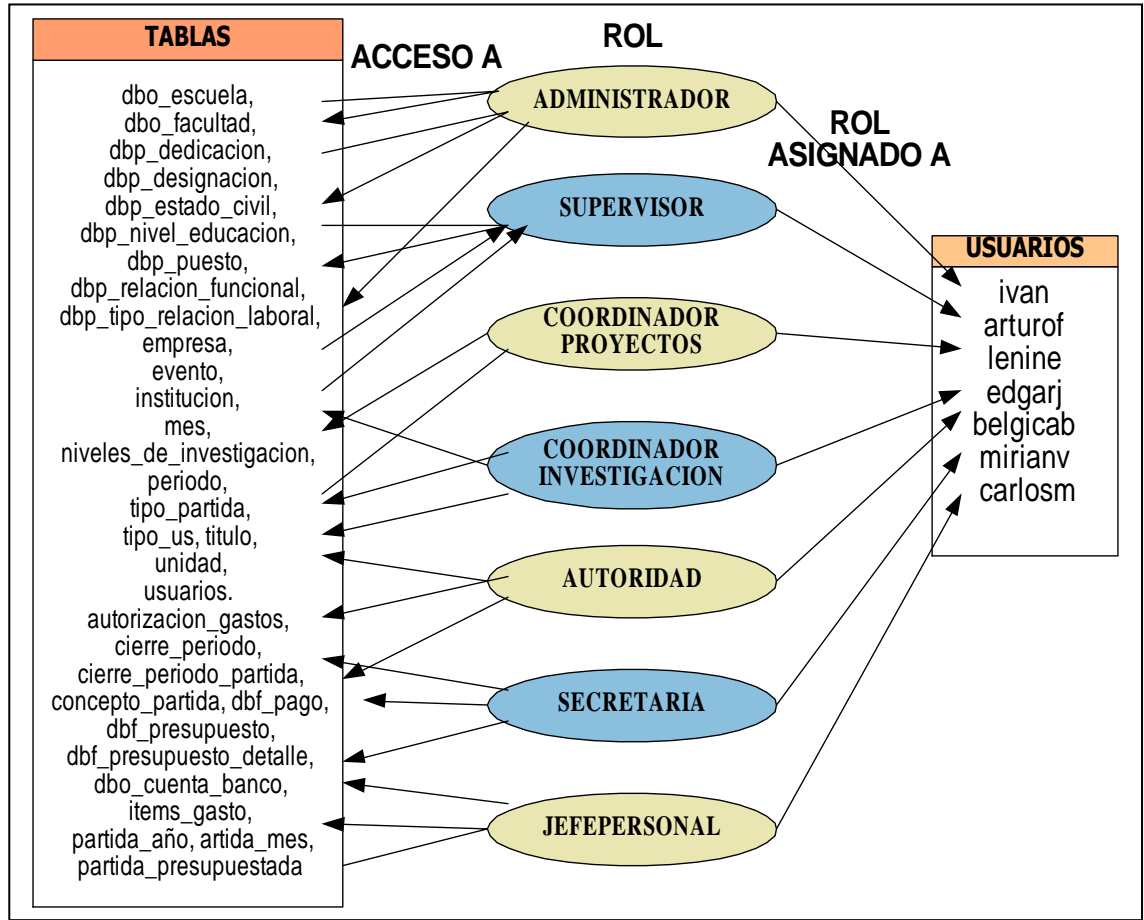 TABLAS
dbo_escuela,
dbo_facultad,
dbp_dedicacion,
dbp_designacion,
dbp_estado_civil,
dbp_nivel_educacion,
dbp_puesto,
dbp_relacion_funcional,
dbp_tipo_relacion_laboral,
empresa,
evento,
institucion,
mes,
niveles_de_investigacion,
periodo,
tipo_partida,
tipo_us, titulo,
unidad,
usuarios.
autorizacion_gastos,
cierre_periodo,
cierre_periodo_partida,
concepto_partida, dbf_pago,
dbf_presupuesto,
dbf_presupuesto_detalle,
dbo_cuenta_banco,
items_gasto,
partida_año, artida_mes,
partida_presupuestada
ACCESO A
ROL
ADMINISTRADOR
SUPERVISOR
COORDINADOR
PROYECTOS
COORDINADOR
INVESTIGACION
AUTORIDAD
SECRETARIA
JEFEPERSONAL
ROL
ASIGNADO A
USUARIOS
ivan
arturof
lenine
edgarj
belgicab
mirianv
carlosm